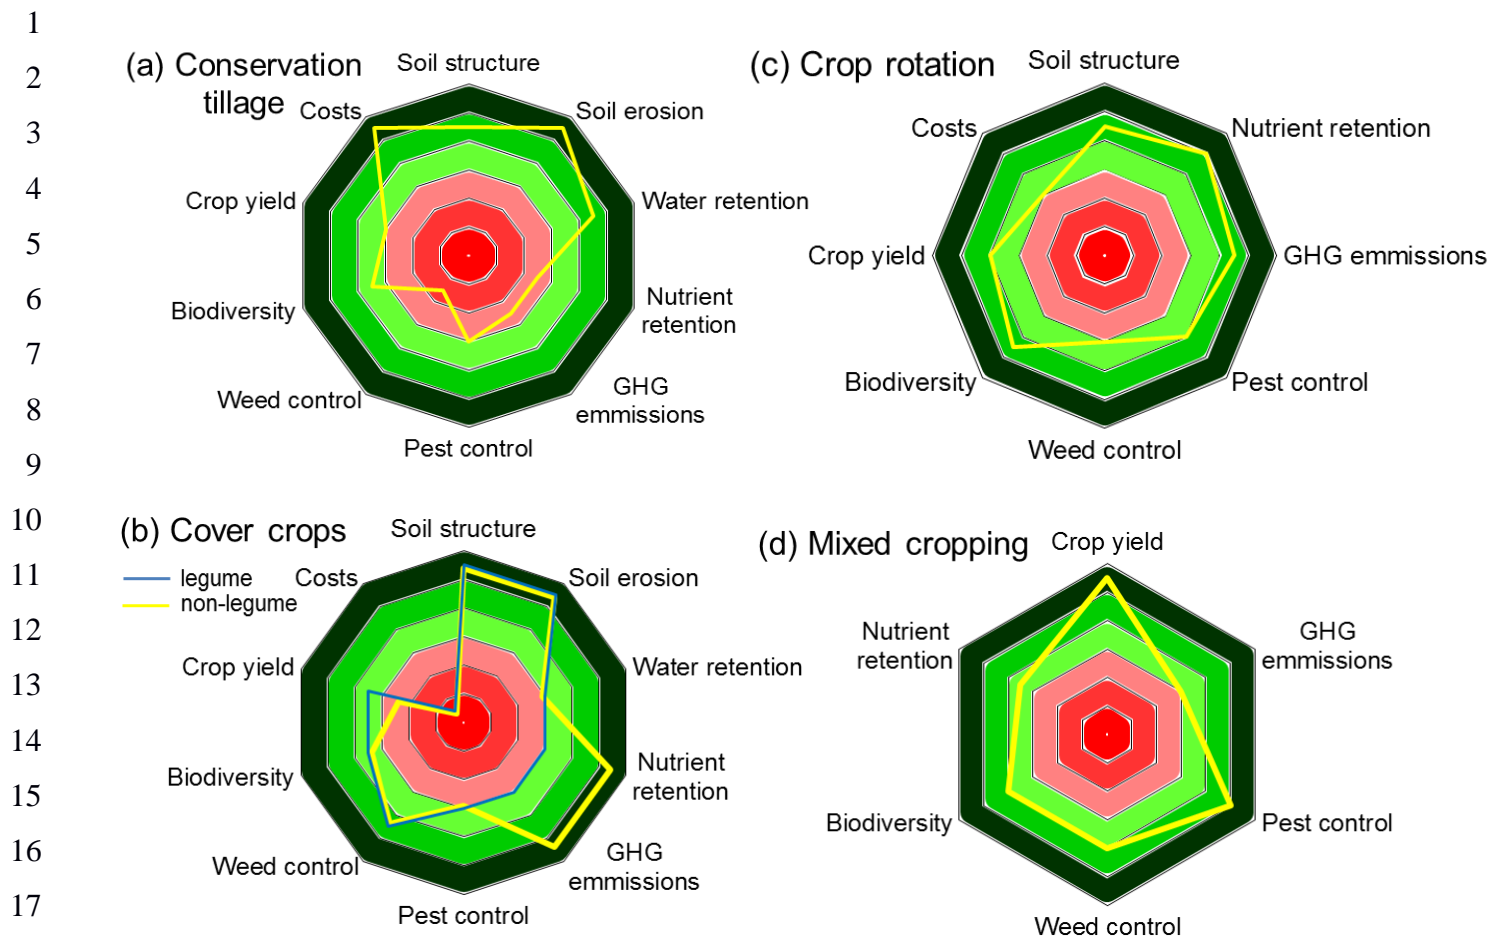 1
2
3
4
5
6
7
8
9
10
11
12
13
14
15
16
17
(a) Conservation
tillage
Soil structure
Soil erosion
Water retention
Nutrient
retention
GHG
emmissions
Pest control
Weed control
Biodiversity
Crop yield
Costs
(c) Crop rotation
Soil structure
Nutrient retention
GHG emmissions
Pest control
Weed control
Biodiversity
Crop yield
Costs
(b) Cover crops
legume
non-legume
Soil structure
Soil erosion
Water retention
Nutrient
retention
GHG
emmissions
Pest control
Weed control
Biodiversity
Crop yield
Costs
(d) Mixed cropping
Crop yield
GHG
emmissions
Pest control
Weed control
Biodiversity
Nutrient
retention